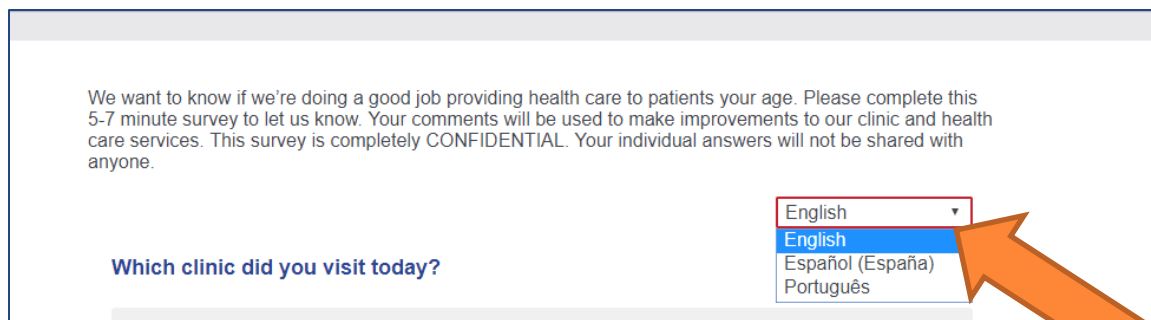 We want to know if we're doing a good job providing health care to patients your age. Please complete this
5-7 minute survey to let us know. Your comments will be used to make improvements to our clinic and health
care services. This survey is completely CONFIDENTIAL. Your individual answers will not be shared with
anyone.
English
English
Español (España)
Português
Which clinic did you visit today?